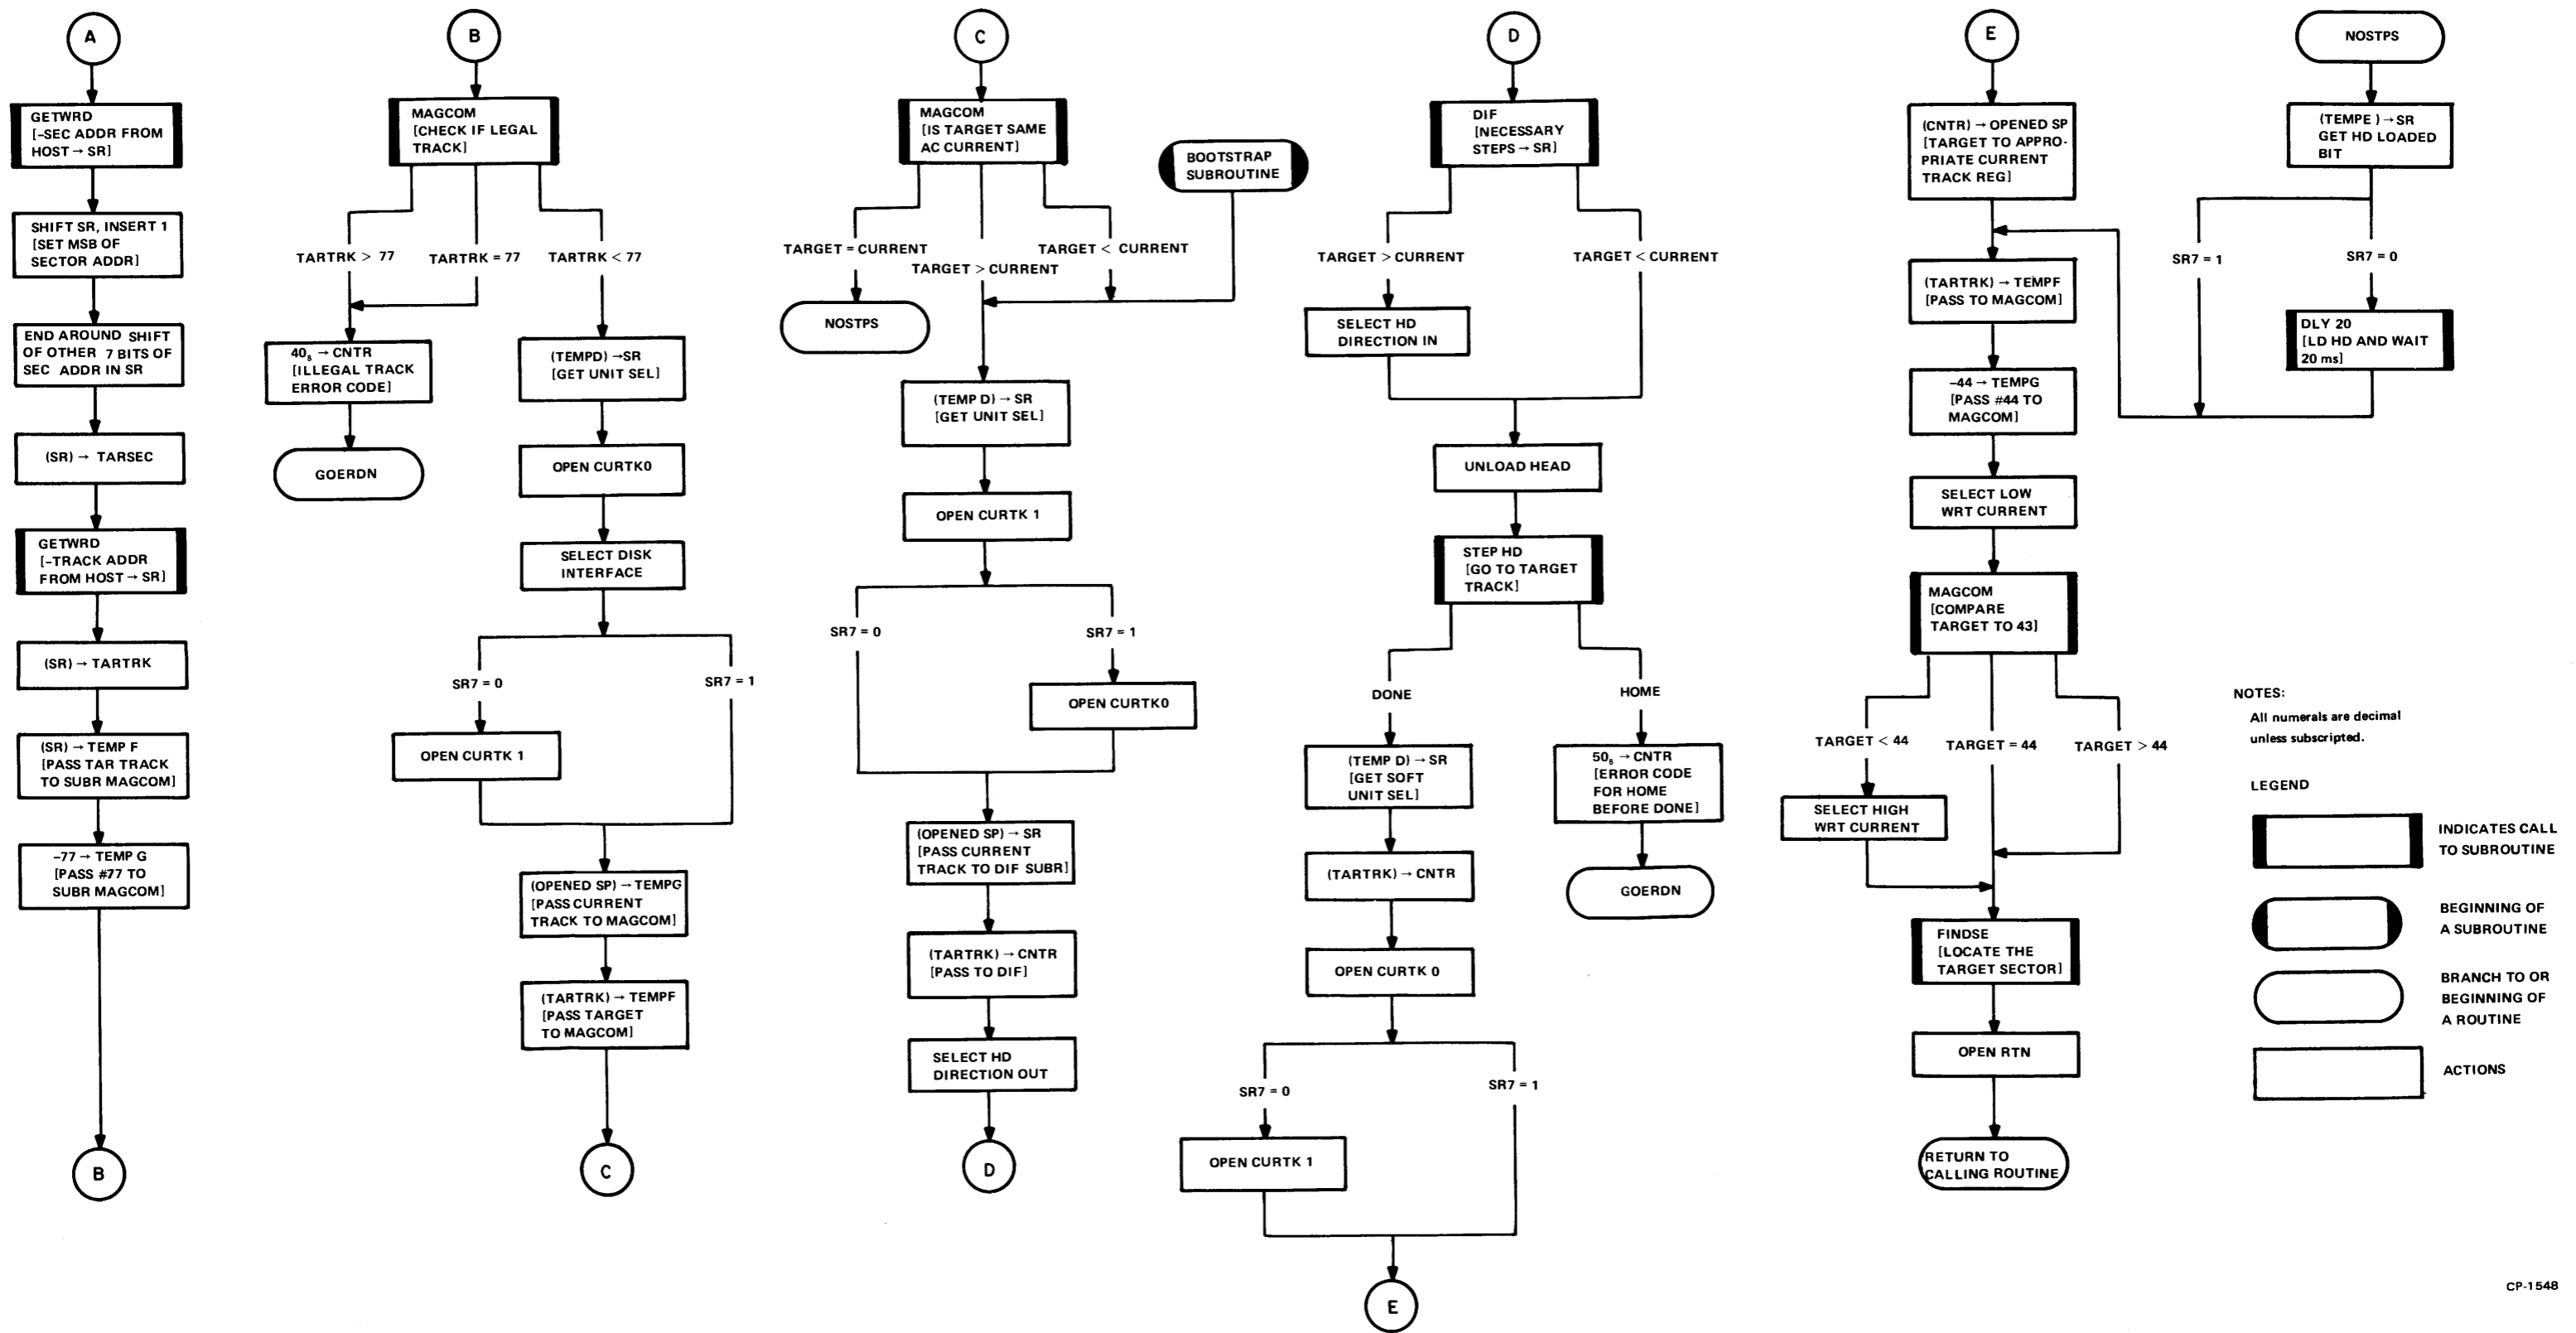 A
GETWRD
[-SEC ADDR FROM
HOST → SR]
SHIFT SR, INSERT 1
[SET MSB OF
SECTOR ADDR]
END AROUND SHIFT
OF OTHER 7 BITS OF
SEC ADDR IN SR
(SR) → TARSEC
GETWRD
[-TRACK ADDR
FROM HOST → SR]
(SR) → TARTRK
(SR) → TEMP F
[PASS TAR TRACK
TO SUBR MAGCOM]
-77 → TEMP G
[PASS #77 TO
SUBR MAGCOM]
B
B
MAGCOM
[CHECK IF LEGAL
TRACK]
TARTRK > 77
TARTRK = 77
TARTRK < 77
40₈ → CNTR
[ILLEGAL TRACK
ERROR CODE]
GOERDN
(TEMPD) → SR
[GET UNIT SEL]
OPEN CURTK0
SELECT DISK
INTERFACE
SR7 = 0
SR7 = 1
OPEN CURTK 1
(OPENED SP) → TEMPG
[PASS CURRENT
TRACK TO MAGCOM]
(TARTRK) → TEMPF
[PASS TARGET
TO MAGCOM]
C
C
MAGCOM
[IS TARGET SAME
AC CURRENT]
BOOTSTRAP
SUBROUTINE
TARGET = CURRENT
TARGET > CURRENT
TARGET < CURRENT
NOSTPS
(TEMP D) → SR
[GET UNIT SEL]
OPEN CURTK 1
SR7 = 0
SR7 = 1
OPEN CURTK0
(OPENED SP) → SR
[PASS CURRENT
TRACK TO DIF SUBR]
(TARTRK) → CNTR
[PASS TO DIF]
SELECT HD
DIRECTION OUT
D
D
DIF
[NECESSARY
STEPS → SR]
TARGET > CURRENT
TARGET < CURRENT
SELECT HD
DIRECTION IN
UNLOAD HEAD
STEP HD
[GO TO TARGET
TRACK]
DONE
HOME
(TEMP D) → SR
[GET SOFT
UNIT SEL]
50₈ → CNTR
[ERROR CODE
FOR HOME
BEFORE DONE]
(TARTRK) → CNTR
GOERDN
OPEN CURTK 0
SR7 = 0
SR7 = 1
OPEN CURTK 1
E
E
(CNTR) → OPENED SP
[TARGET TO APPRO-
PRIATE CURRENT
TRACK REG]
(TARTRK) → TEMPF
[PASS TO MAGCOM]
-44 → TEMPG
[PASS #44 TO
MAGCOM]
SELECT LOW
WRT CURRENT
MAGCOM
[COMPARE
TARGET TO 43]
TARGET < 44
TARGET = 44
TARGET > 44
SELECT HIGH
WRT CURRENT
FINDSE
[LOCATE THE
TARGET SECTOR]
OPEN RTN
RETURN TO
CALLING ROUTINE
NOSTPS
(TEMPE ) → SR
GET HD LOADED
BIT
SR7 = 1
SR7 = 0
DLY 20
[LD HD AND WAIT
20 ms]
NOTES:
All numerals are decimal
unless subscripted.
LEGEND
INDICATES CALL
TO SUBROUTINE
BEGINNING OF
A SUBROUTINE
BRANCH TO OR
BEGINNING OF
A ROUTINE
ACTIONS
CP-1548